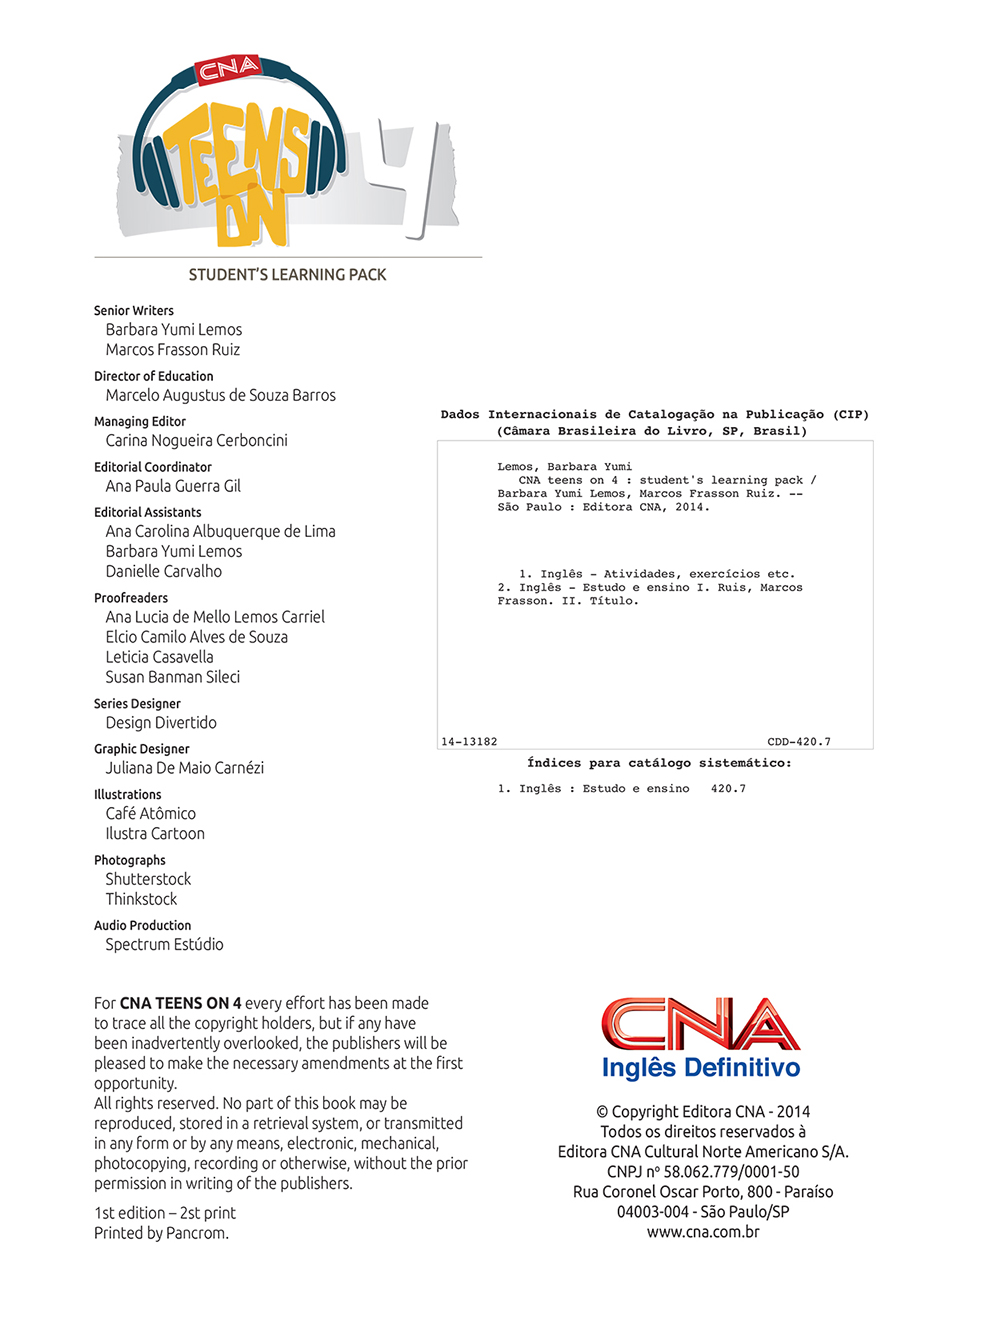 CNA
TEENS
ON
4
STUDENT'S LEARNING PACK
Senior Writers
Barbara Yumi Lemos
Marcos Frasson Ruiz
Director of Education
Marcelo Augustus de Souza Barros
Managing Editor
Carina Nogueira Cerboncini
Editorial Coordinator
Ana Paula Guerra Gil
Editorial Assistants
Ana Carolina Albuquerque de Lima
Barbara Yumi Lemos
Danielle Carvalho
Proofreaders
Ana Lucia de Mello Lemos Carriel
Elcio Camilo Alves de Souza
Leticia Casavella
Susan Banman Sileci
Series Designer
Design Divertido
Graphic Designer
Juliana De Maio Carnézi
Illustrations
Café Atômico
Ilustra Cartoon
Photographs
Shutterstock
Thinkstock
Audio Production
Spectrum Estúdio
For CNA TEENS ON 4 every effort has been made
to trace all the copyright holders, but if any have
been inadvertently overlooked, the publishers will be
pleased to make the necessary amendments at the first
opportunity.
All rights reserved. No part of this book may be
reproduced, stored in a retrieval system, or transmitted
in any form or by any means, electronic, mechanical,
photocopying, recording or otherwise, without the prior
permission in writing of the publishers.
1st edition – 2st print
Printed by Pancrom.
Dados Internacionais de Catalogação na Publicação (CIP)
(Câmara Brasileira do Livro, SP, Brasil)
Lemos, Barbara Yumi
CNA teens on 4 : student's learning pack /
Barbara Yumi Lemos, Marcos Frasson Ruiz. --
São Paulo : Editora CNA, 2014.
1. Inglês - Atividades, exercícios etc.
2. Inglês - Estudo e ensino I. Ruis, Marcos
Frasson. II. Título.
14-13182 CDD-420.7
Índices para catálogo sistemático:
1. Inglês : Estudo e ensino 420.7
CNA
Inglês Definitivo
© Copyright Editora CNA - 2014
Todos os direitos reservados à
Editora CNA Cultural Norte Americano S/A.
CNPJ nº 58.062.779/0001-50
Rua Coronel Oscar Porto, 800 - Paraíso
04003-004 - São Paulo/SP
www.cna.com.br